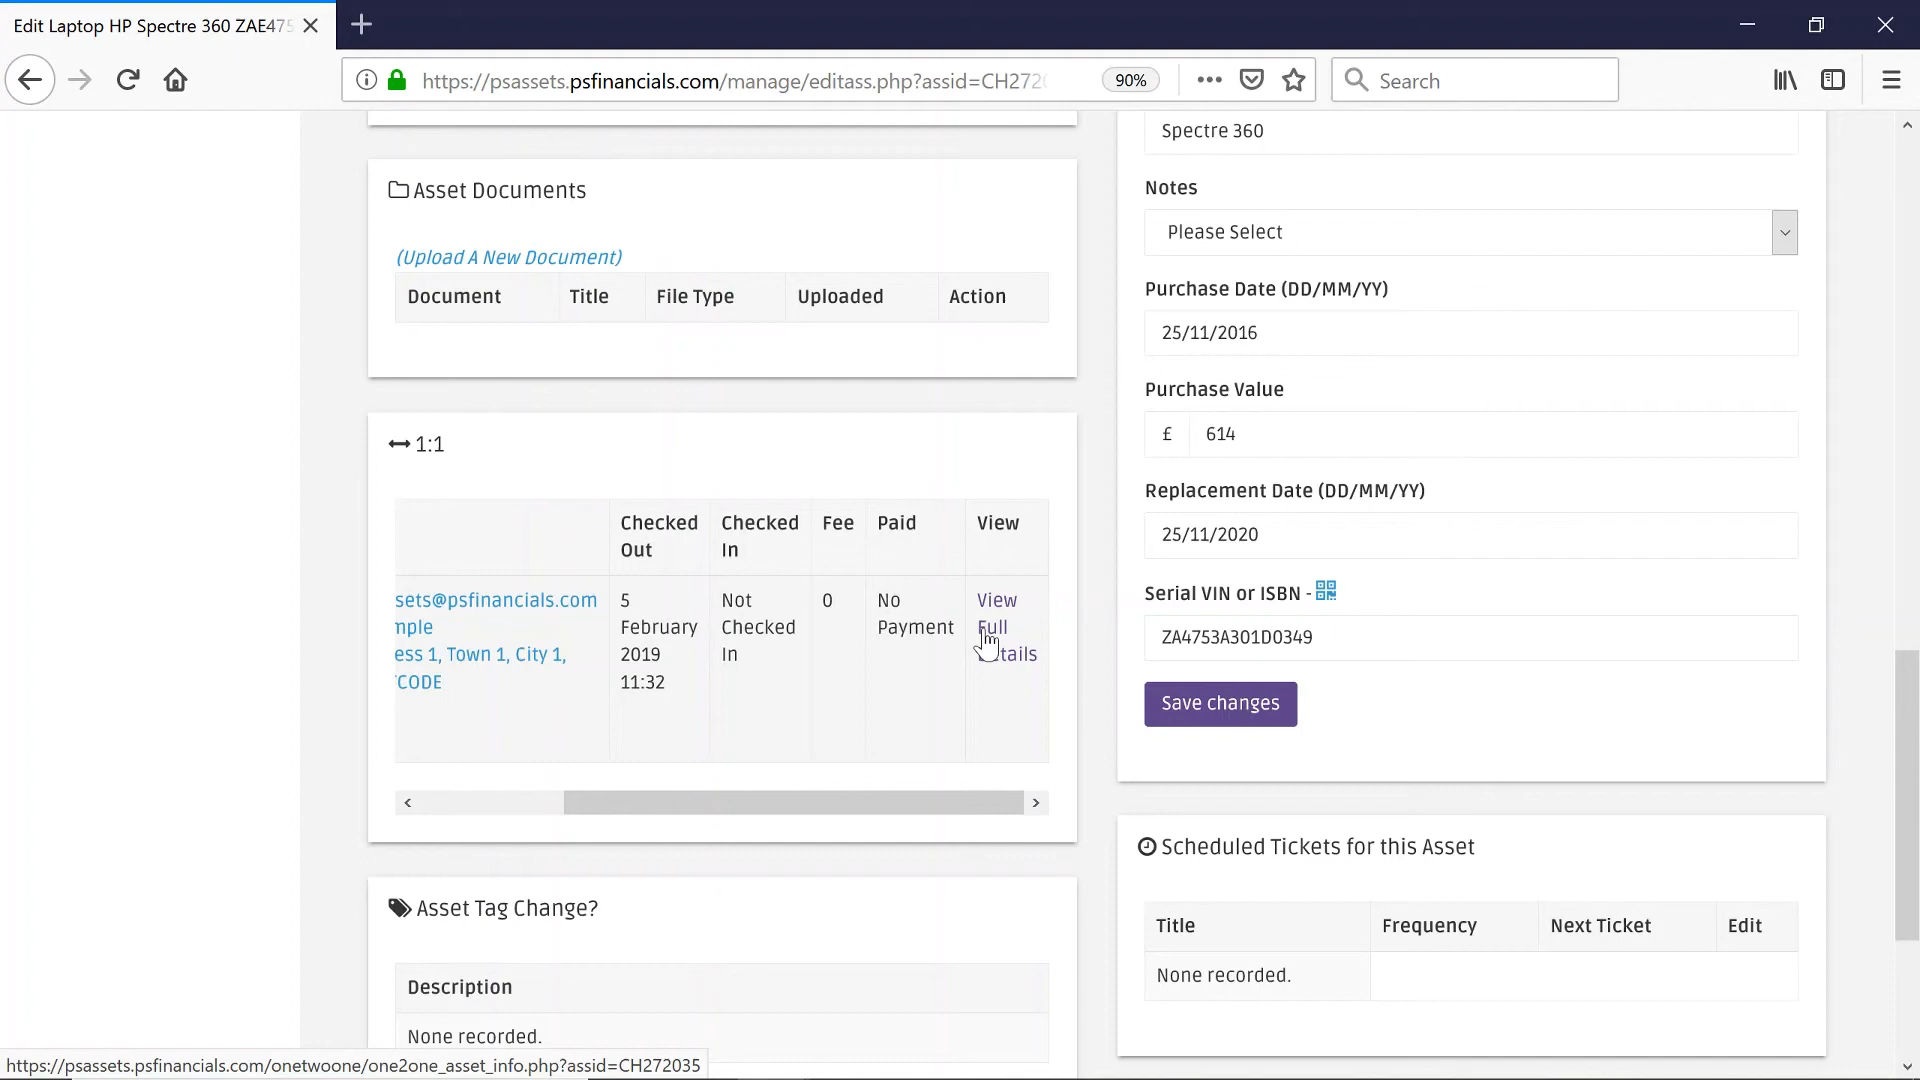 Edit Laptop HP Spectre 360 ZAE475
https://psassets.psfinancials.com/manage/editass.php?assid=CH272
90%
Search
Asset Documents
(Upload A New Document)
Document Title File Type Uploaded Action
1:1
Checked Out Checked In Fee Paid View
sets@psfinancials.com
mple
ess 1, Town 1, City 1,
CODE
5
February
2019
11:32
Not
Checked
In
0
No
Payment
View
Full
tails
Asset Tag Change?
Description
None recorded.
Spectre 360
Notes
Please Select
Purchase Date (DD/MM/YY)
25/11/2016
Purchase Value
£ 614
Replacement Date (DD/MM/YY)
25/11/2020
Serial VIN or ISBN -
ZA4753A301D0349
Save changes
Scheduled Tickets for this Asset
Title Frequency Next Ticket Edit
None recorded.
https://psassets.psfinancials.com/onetwoone/one2one_asset_info.php?assid=CH272035